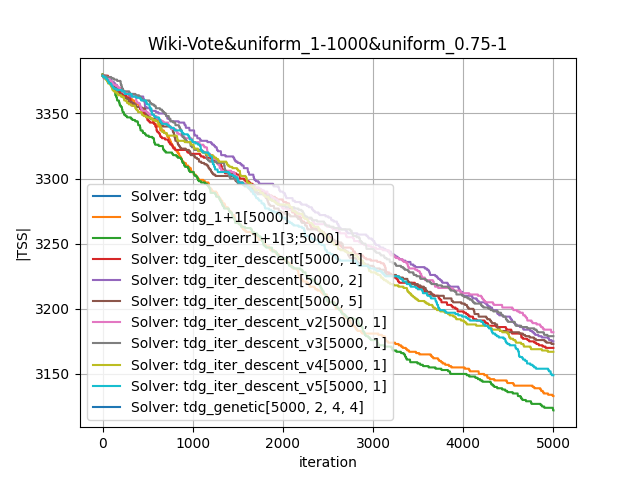 Wiki-Vote&uniform_1-1000&uniform_0.75-1
|TSS|
3350
3300
3250
3200
3150
Solver: tdg
Solver: tdg_1+1[5000]
Solver: tdg_doerr1+1[3;5000]
Solver: tdg_iter_descent[5000, 1]
Solver: tdg_iter_descent[5000, 2]
Solver: tdg_iter_descent[5000, 5]
Solver: tdg_iter_descent_v2[5000, 1]
Solver: tdg_iter_descent_v3[5000, 1]
Solver: tdg_iter_descent_v4[5000, 1]
Solver: tdg_iter_descent_v5[5000, 1]
Solver: tdg_genetic[5000, 2, 4, 4]
0 1000 2000 3000 4000 5000
iteration